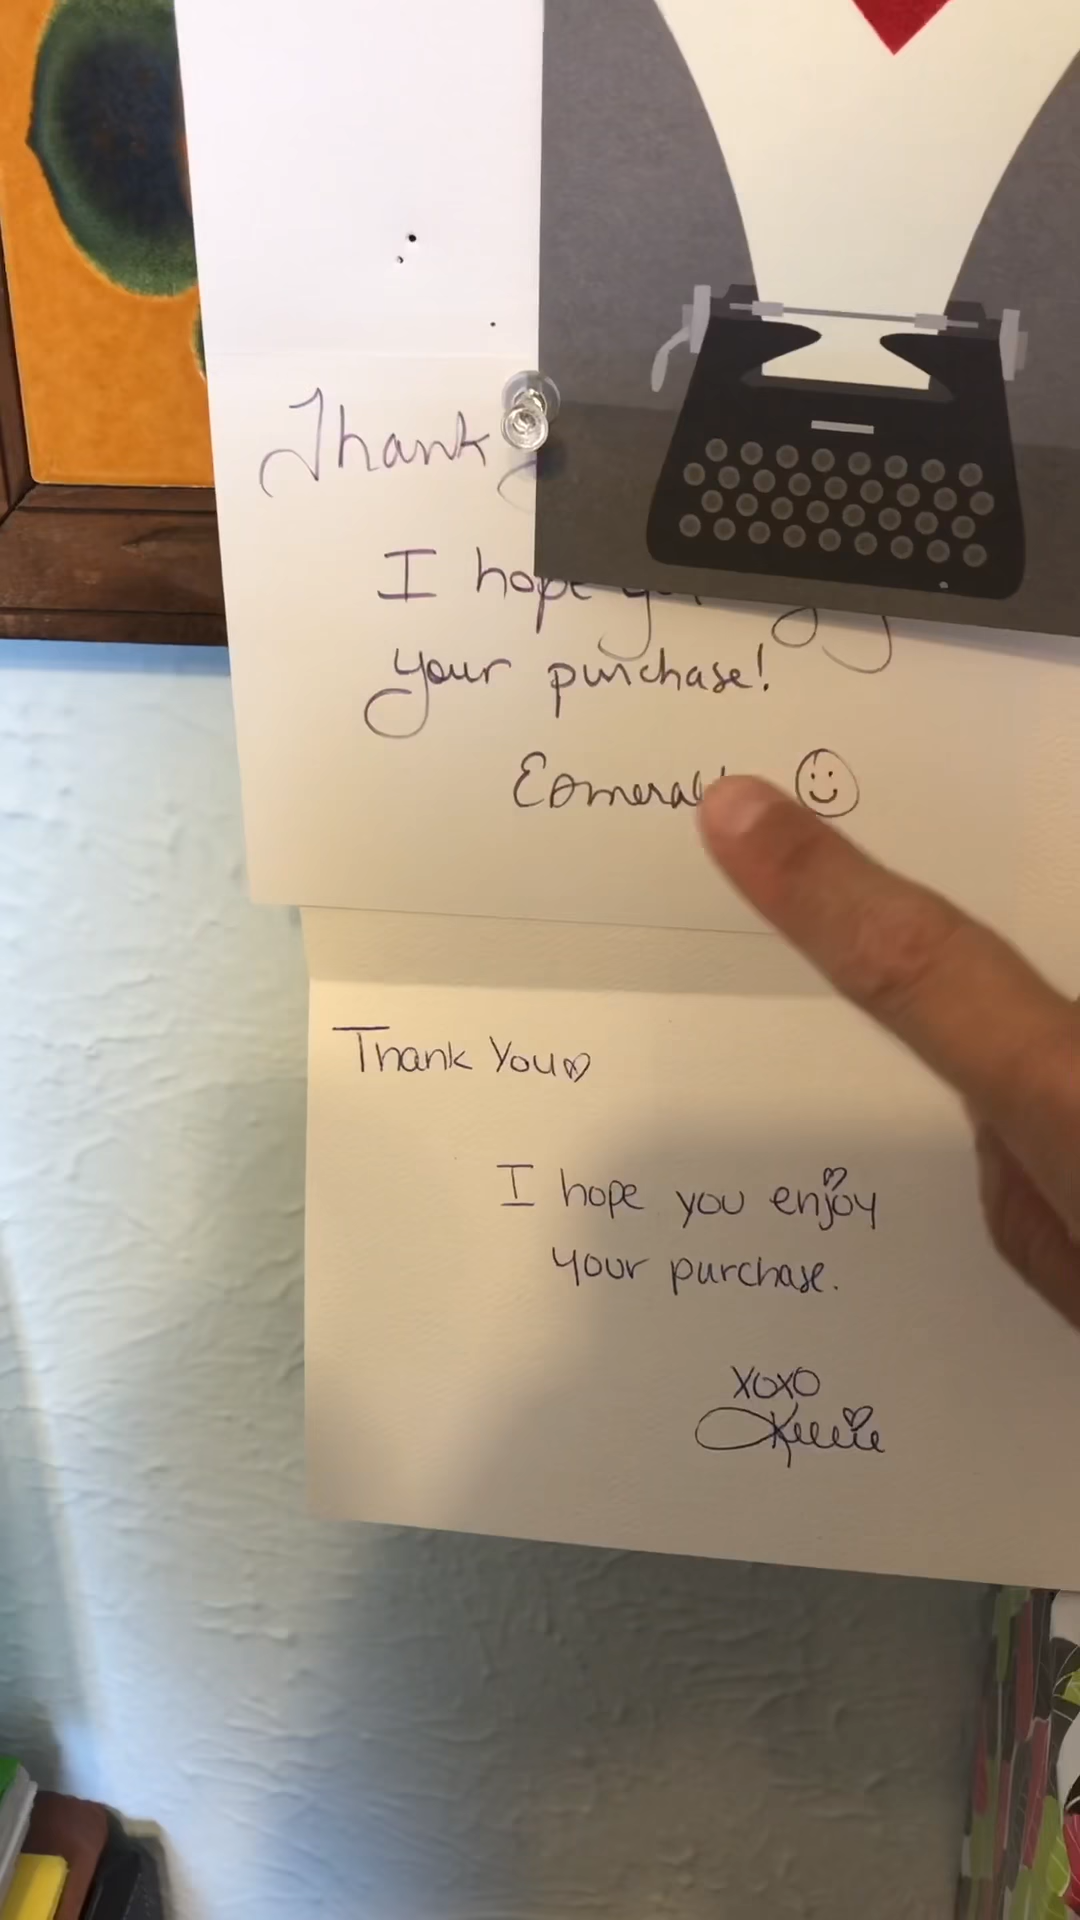 Thank
I hope
your purchase!
Thank You
I hope you enjoy
your purchase.
XOXO